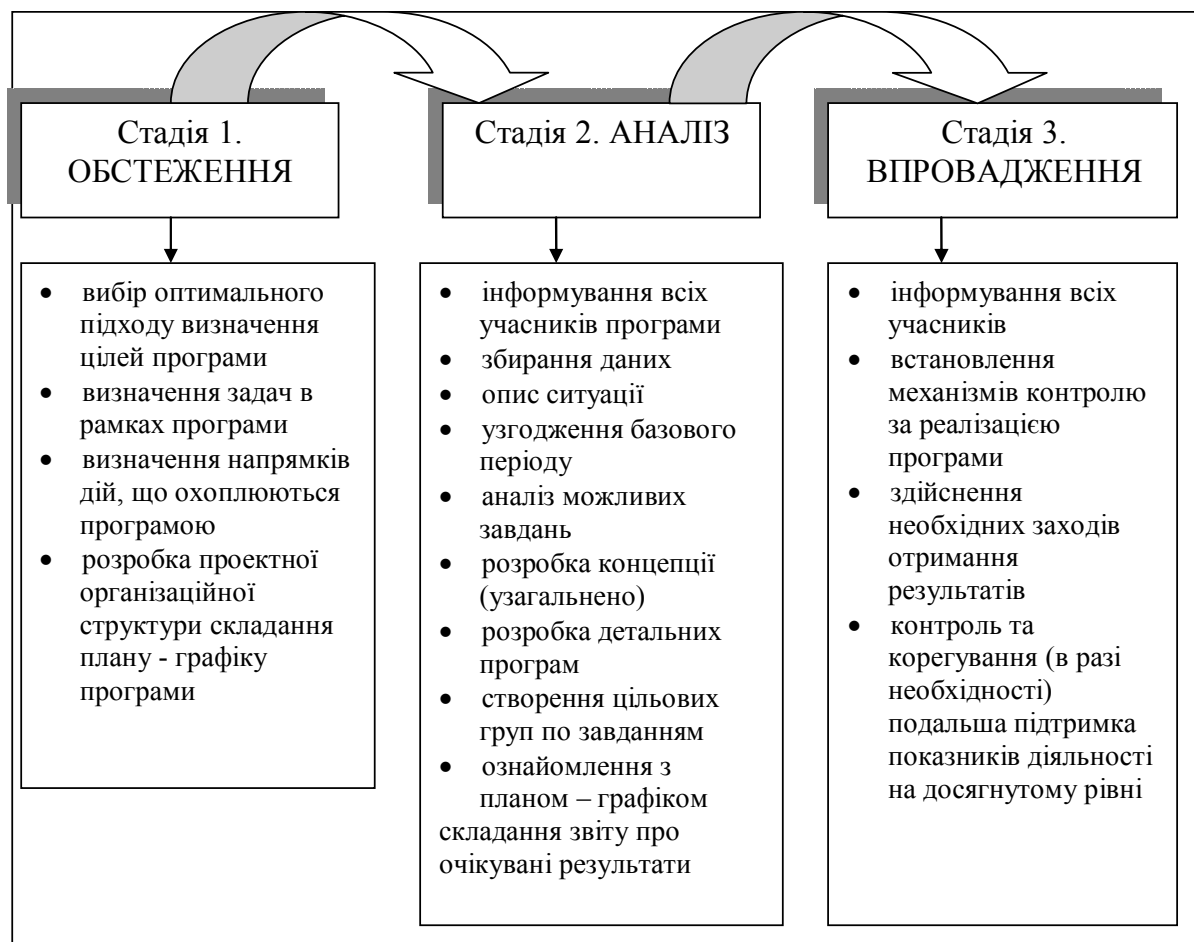 Стадія 1.
ОБСТЕЖЕННЯ
• вибір оптимального
підходу визначення
цілей програми
• визначення задач в
рамках програми
• визначення напрямків
дій, що охоплюються
програмою
• розробка проектної
організаційної
структури складання
плану - графіку
програми
Стадія 2. АНАЛІЗ
• інформування всіх
учасників програми
• збирання даних
• опис ситуації
• узгодження базового
періоду
• аналіз можливих
завдань
• розробка концепції
(узагальнено)
• розробка детальних
програм
• створення цільових
груп по завданням
• ознайомлення з
планом – графіком
складання звіту про
очікувані результати
Стадія 3.
ВПРОВАДЖЕННЯ
• інформування всіх
учасників
• встановлення
механізмів контролю
за реалізацією
програми
• здійснення
необхідних заходів
отримання
результатів
• контроль та
корегування (в разі
необхідності)
подальша підтримка
показників діяльності
на досягнутому рівні